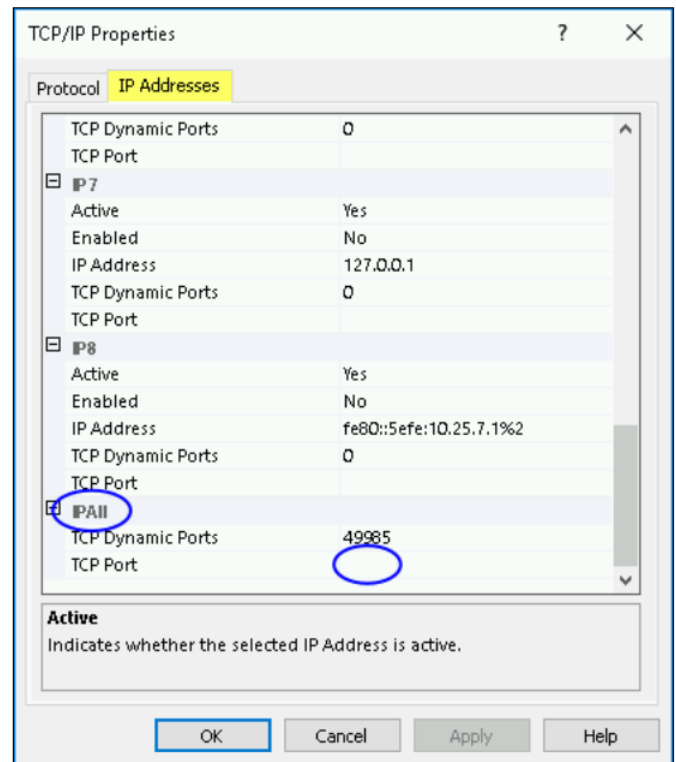 TCP/IP Properties ? ×
Protocol IP Addresses
TCP Dynamic Ports 0
TCP Port
IP7
Active Yes
Enabled No
IP Address 127.0.0.1
TCP Dynamic Ports 0
TCP Port
IP8
Active Yes
Enabled No
IP Address fe80::5efe:10.25.7.1%2
TCP Dynamic Ports 0
TCP Port
IPAll
TCP Dynamic Ports 49985
TCP Port
Active
Indicates whether the selected IP Address is active.
OK Cancel Apply Help